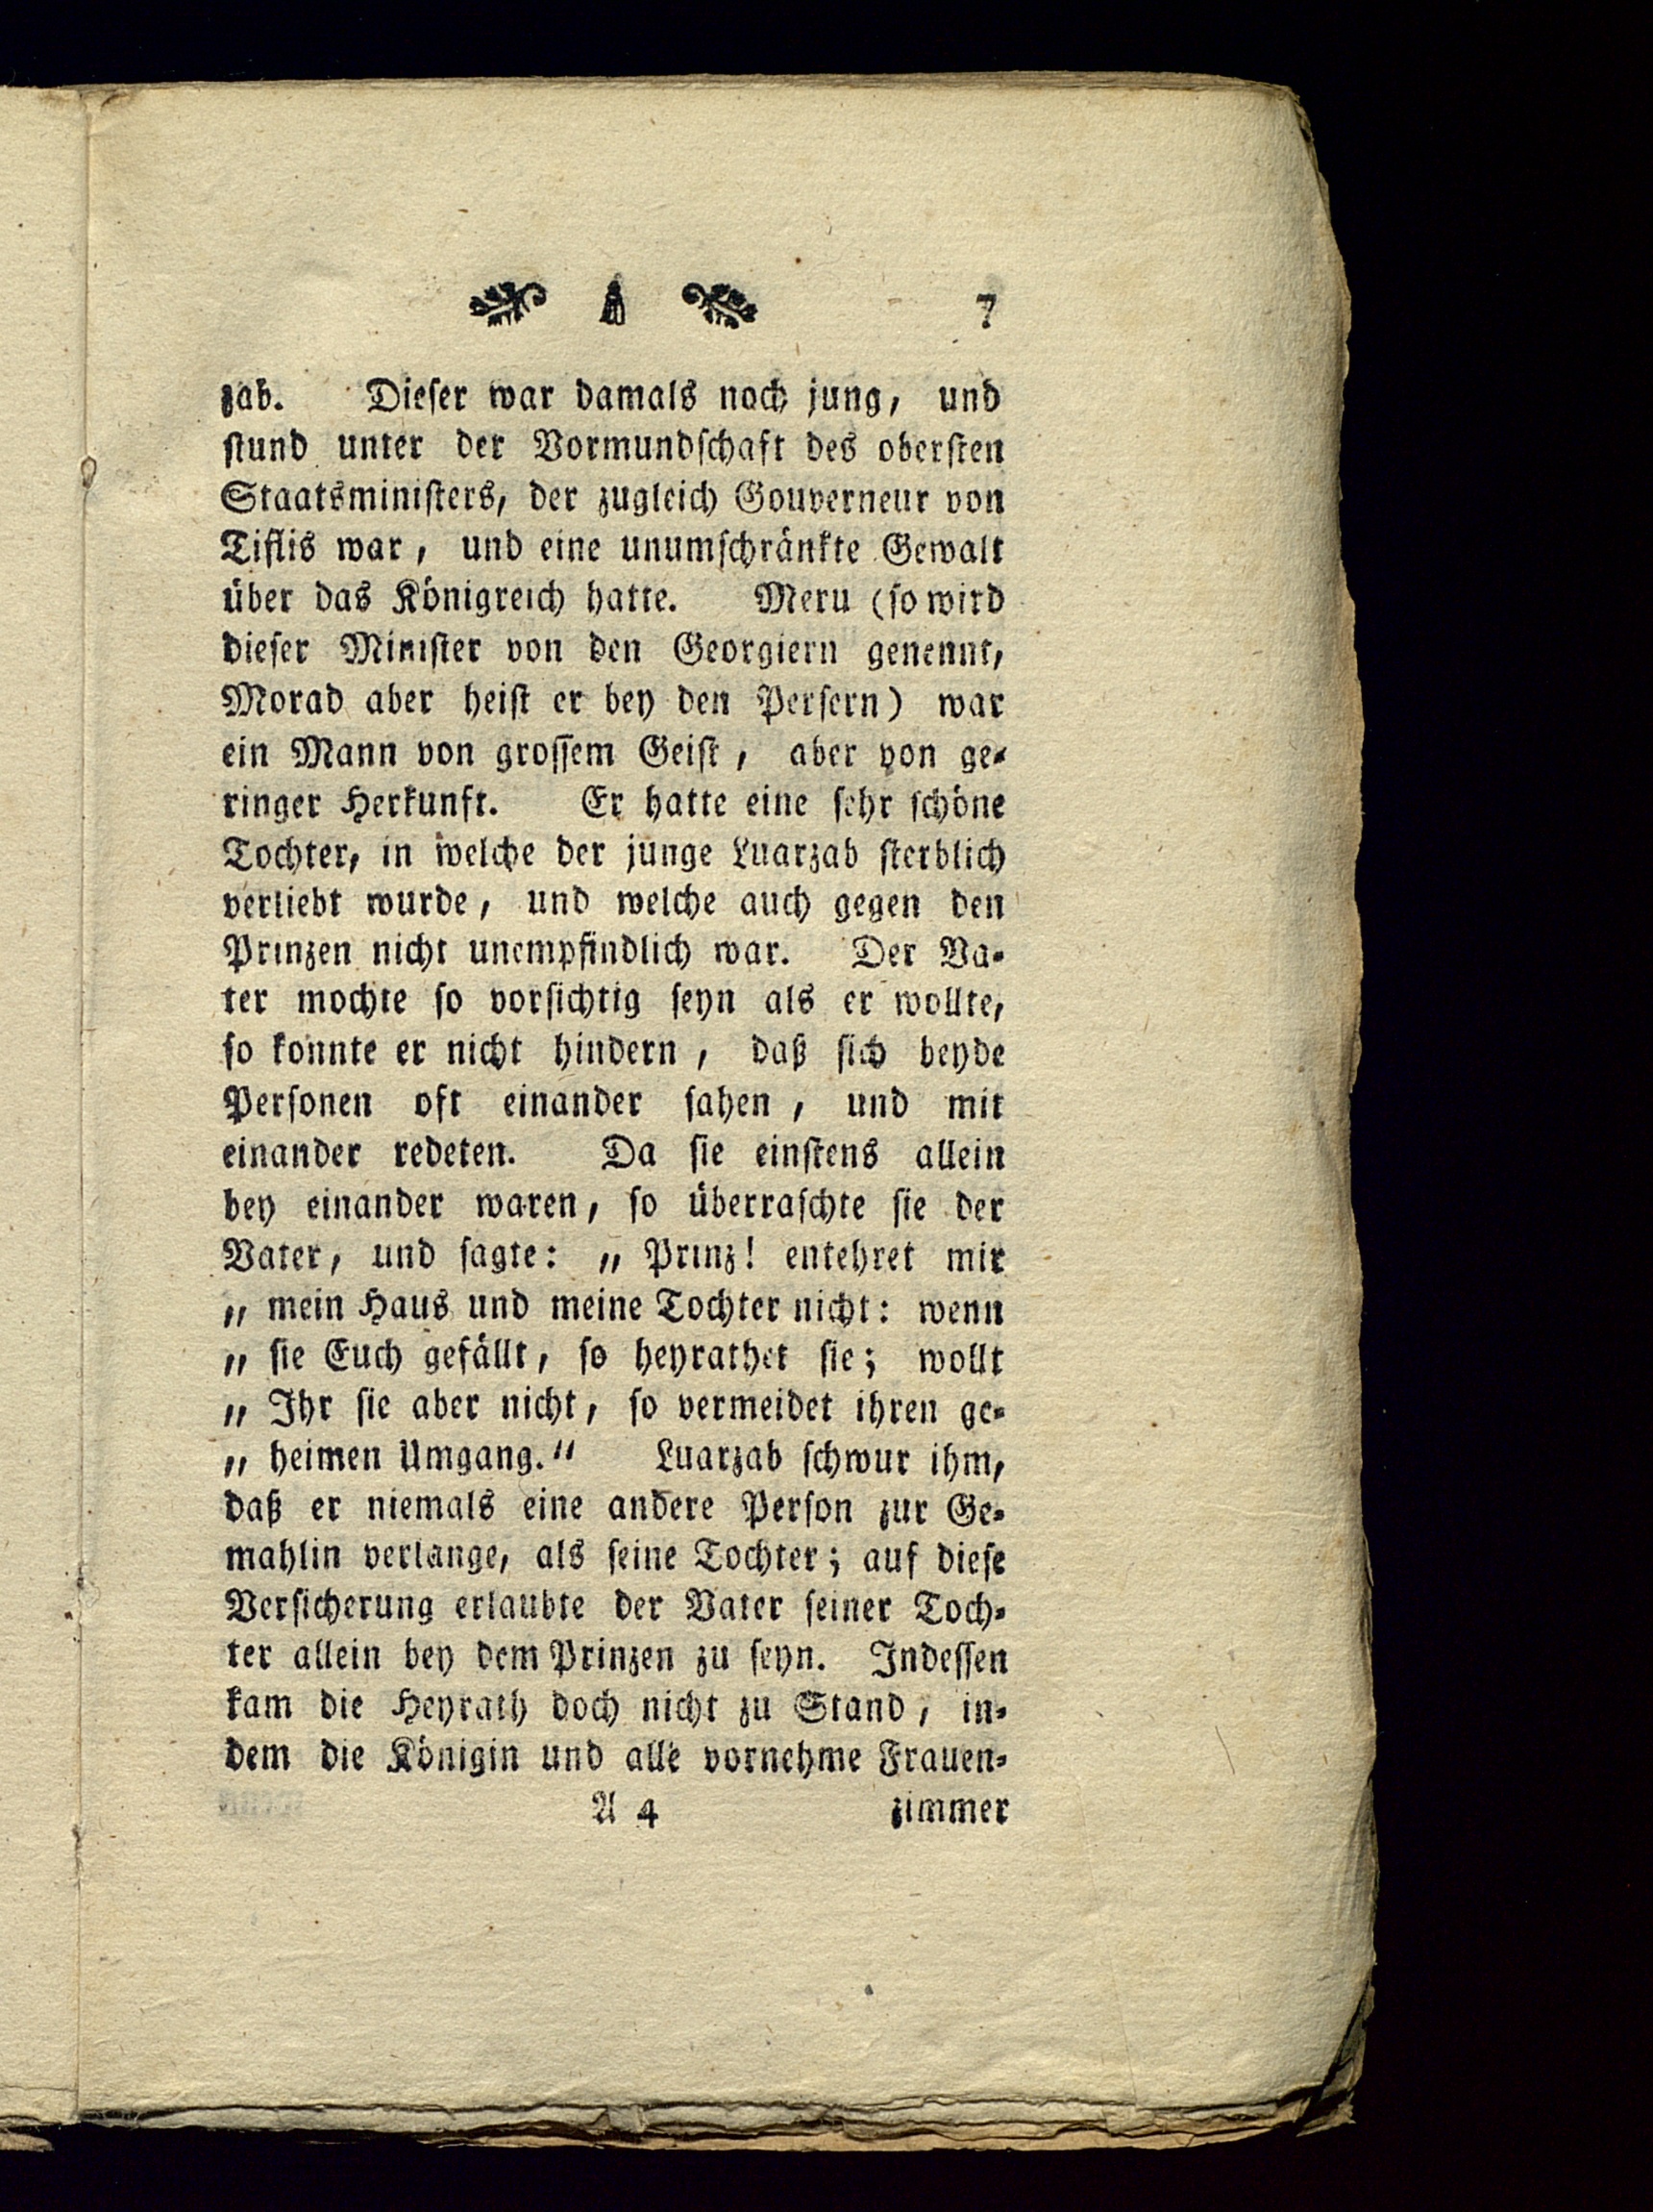 7
zab. Dieſer war damals noch jung, und
ſtund unter der Vormundſchaft des oberſten
Staatsminiſters, der zugleich Gouverneur von
Tiflis war, und eine unumſchränkte Gewalt
über das Königreich hatte. Meru (ſo wird
dieſer Miniſter von den Georgiern genennt,
Morad aber heiſt er bey den Perſern) war
ein Mann von groſſem Geiſt, aber von ge-
ringer Herkunft. Er hatte eine ſehr ſchöne
Tochter, in welche der junge Luarzab ſterblich
verliebt wurde, und welche auch gegen den
Prinzen nicht unempfindlich war. Der Va-
ter mochte ſo vorſichtig ſeyn als er wollte,
ſo konnte er nicht hindern, daß ſich beyde
Perſonen oft einander ſahen, und mit
einander redeten. Da ſie einſtens allein
bey einander waren, ſo überraſchte ſie der
Vater, und ſagte: „ Prinz! entehret mir
„ mein Haus und meine Tochter nicht: wenn
„ ſie Euch gefällt, ſo heyrathet ſie; wollt
„ Ihr ſie aber nicht, ſo vermeidet ihren ge-
„ heimen Umgang.“ Luarzab ſchwur ihm,
daß er niemals eine andere Perſon zur Ge-
mahlin verlange, als ſeine Tochter; auf dieſe
Verſicherung erlaubte der Vater ſeiner Toch-
ter allein bey dem Prinzen zu ſeyn. Indeſſen
kam die Heyrath doch nicht zu Stand, in-
dem die Königin und alle vornehme Frauen-
A 4 zimmer